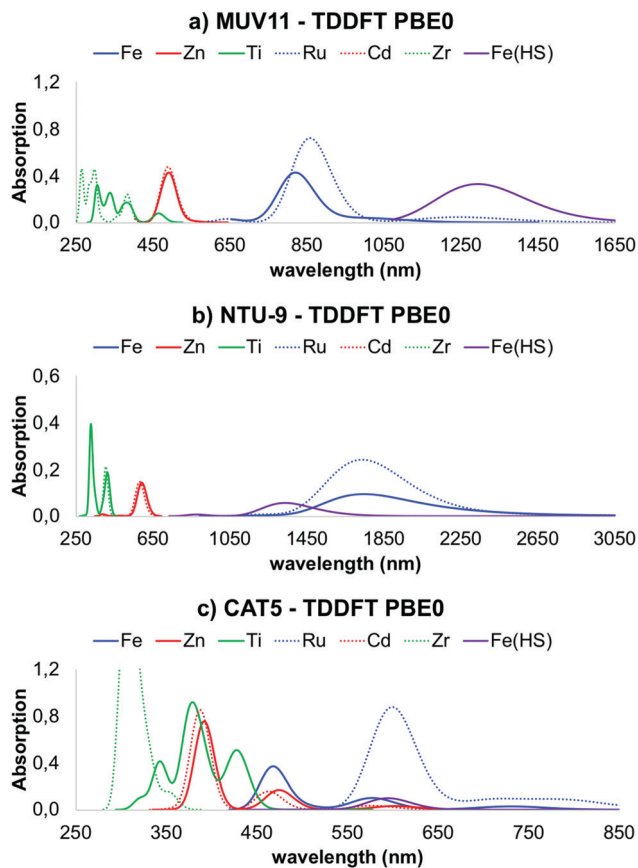 a) MUV11 - TDDFT PBE0
Fe Zn Ti Ru Cd Zr Fe(HS)
1,2
0,8
0,4
0,0
Absorption
250 450 650 850 1050 1250 1450 1650
wavelength (nm)
b) NTU-9 - TDDFT PBE0
Fe Zn Ti Ru Cd Zr Fe(HS)
0,6
0,4
0,2
0,0
Absorption
250 650 1050 1450 1850 2250 2650 3050
wavelength (nm)
c) CAT5 - TDDFT PBE0
Fe Zn Ti Ru Cd Zr Fe(HS)
1,2
0,8
0,4
0,0
Absorption
250 350 450 550 650 750 850
wavelength (nm)